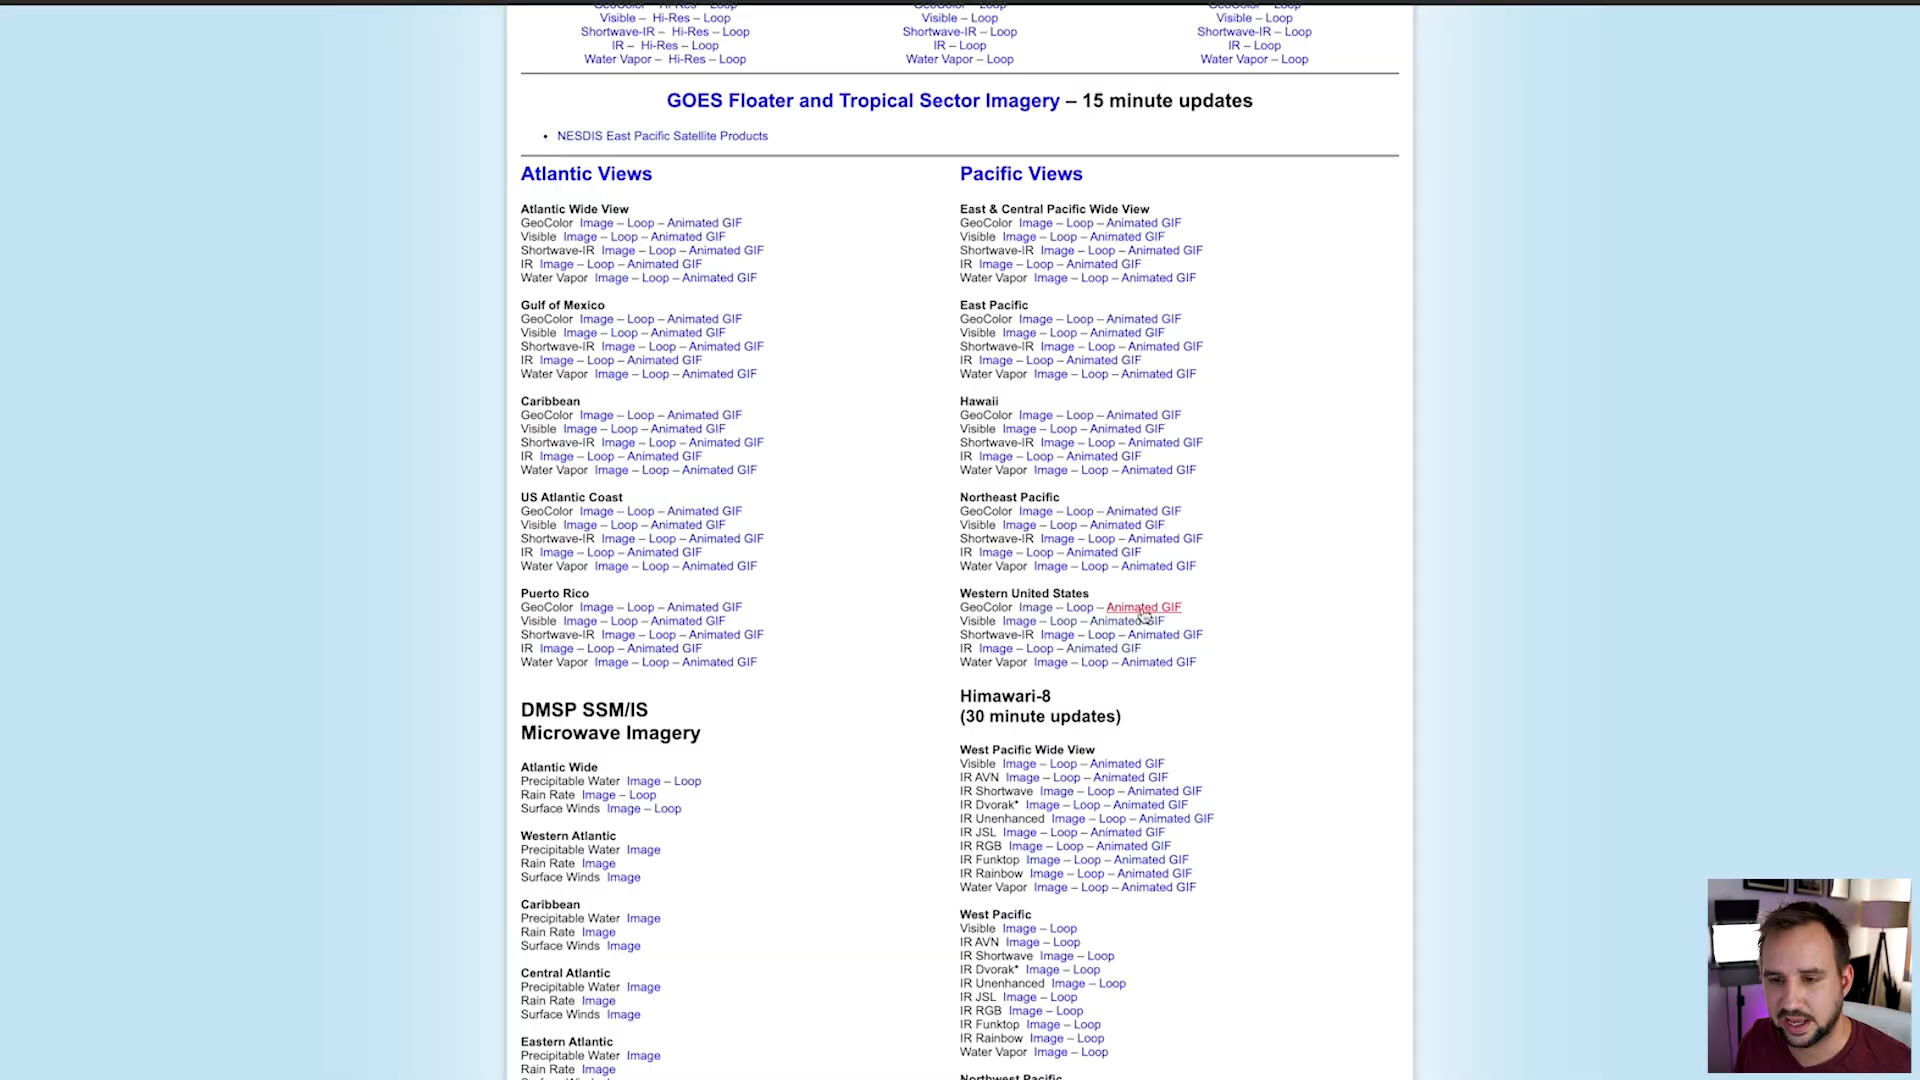 GeoColor – Hi-Res – Loop
Visible – Hi-Res – Loop
Shortwave-IR – Hi-Res – Loop
IR – Hi-Res – Loop
Water Vapor – Hi-Res – Loop
GeoColor – Loop
Visible – Loop
Shortwave-IR – Loop
IR – Loop
Water Vapor – Loop
GeoColor – Loop
Visible – Loop
Shortwave-IR – Loop
IR – Loop
Water Vapor – Loop
GOES Floater and Tropical Sector Imagery – 15 minute updates
• NESDIS East Pacific Satellite Products
Atlantic Views
Atlantic Wide View
GeoColor Image – Loop – Animated GIF
Visible Image – Loop – Animated GIF
Shortwave-IR Image – Loop – Animated GIF
IR Image – Loop – Animated GIF
Water Vapor Image – Loop – Animated GIF
Gulf of Mexico
GeoColor Image – Loop – Animated GIF
Visible Image – Loop – Animated GIF
Shortwave-IR Image – Loop – Animated GIF
IR Image – Loop – Animated GIF
Water Vapor Image – Loop – Animated GIF
Caribbean
GeoColor Image – Loop – Animated GIF
Visible Image – Loop – Animated GIF
Shortwave-IR Image – Loop – Animated GIF
IR Image – Loop – Animated GIF
Water Vapor Image – Loop – Animated GIF
US Atlantic Coast
GeoColor Image – Loop – Animated GIF
Visible Image – Loop – Animated GIF
Shortwave-IR Image – Loop – Animated GIF
IR Image – Loop – Animated GIF
Water Vapor Image – Loop – Animated GIF
Puerto Rico
GeoColor Image – Loop – Animated GIF
Visible Image – Loop – Animated GIF
Shortwave-IR Image – Loop – Animated GIF
IR Image – Loop – Animated GIF
Water Vapor Image – Loop – Animated GIF
DMSP SSM/IS
Microwave Imagery
Atlantic Wide
Precipitable Water Image – Loop
Rain Rate Image – Loop
Surface Winds Image – Loop
Western Atlantic
Precipitable Water Image
Rain Rate Image
Surface Winds Image
Caribbean
Precipitable Water Image
Rain Rate Image
Surface Winds Image
Central Atlantic
Precipitable Water Image
Rain Rate Image
Surface Winds Image
Eastern Atlantic
Precipitable Water Image
Rain Rate Image
Pacific Views
East & Central Pacific Wide View
GeoColor Image – Loop – Animated GIF
Visible Image – Loop – Animated GIF
Shortwave-IR Image – Loop – Animated GIF
IR Image – Loop – Animated GIF
Water Vapor Image – Loop – Animated GIF
East Pacific
GeoColor Image – Loop – Animated GIF
Visible Image – Loop – Animated GIF
Shortwave-IR Image – Loop – Animated GIF
IR Image – Loop – Animated GIF
Water Vapor Image – Loop – Animated GIF
Hawaii
GeoColor Image – Loop – Animated GIF
Visible Image – Loop – Animated GIF
Shortwave-IR Image – Loop – Animated GIF
IR Image – Loop – Animated GIF
Water Vapor Image – Loop – Animated GIF
Northeast Pacific
GeoColor Image – Loop – Animated GIF
Visible Image – Loop – Animated GIF
Shortwave-IR Image – Loop – Animated GIF
IR Image – Loop – Animated GIF
Water Vapor Image – Loop – Animated GIF
Western United States
GeoColor Image – Loop – Animated GIF
Visible Image – Loop – Animated GIF
Shortwave-IR Image – Loop – Animated GIF
IR Image – Loop – Animated GIF
Water Vapor Image – Loop – Animated GIF
Himawari-8
(30 minute updates)
West Pacific Wide View
Visible Image – Loop – Animated GIF
IR AVN Image – Loop – Animated GIF
IR Shortwave Image – Loop – Animated GIF
IR Dvorak* Image – Loop – Animated GIF
IR Unenhanced Image – Loop – Animated GIF
IR JSL Image – Loop – Animated GIF
IR RGB Image – Loop – Animated GIF
IR Funktop Image – Loop – Animated GIF
IR Rainbow Image – Loop – Animated GIF
Water Vapor Image – Loop – Animated GIF
West Pacific
Visible Image – Loop
IR AVN Image – Loop
IR Shortwave Image – Loop
IR Dvorak* Image – Loop
IR Unenhanced Image – Loop
IR JSL Image – Loop
IR RGB Image – Loop
IR Funktop Image – Loop
IR Rainbow Image – Loop
Water Vapor Image – Loop
Northwest Pacific